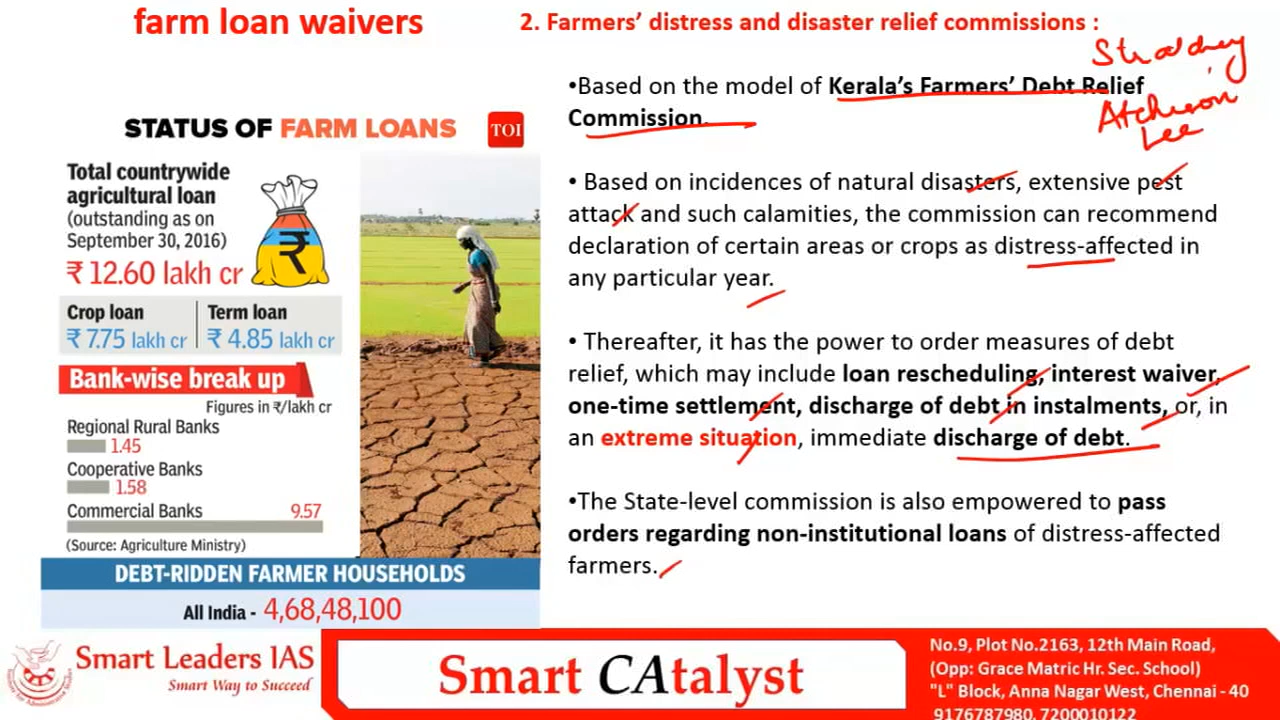 farm loan waivers
2. Farmers’ distress and disaster relief commissions :
STATUS OF FARM LOANS
TOI
Total countrywide
agricultural loan
(outstanding as on
September 30, 2016)
₹ 12.60 lakh cr
₹
Crop loan
₹ 7.75 lakh cr
Term loan
₹ 4.85 lakh cr
Bank-wise break up
Figures in ₹/lakh cr
Regional Rural Banks
1.45
Cooperative Banks
1.58
Commercial Banks 9.57
(Source: Agriculture Ministry)
DEBT-RIDDEN FARMER HOUSEHOLDS
All India - 4,68,48,100
•Based on the model of Kerala’s Farmers’ Debt Relief
Commission.
Lee
• Based on incidences of natural disasters, extensive pest
attack and such calamities, the commission can recommend
declaration of certain areas or crops as distress-affected in
any particular year.
• Thereafter, it has the power to order measures of debt
relief, which may include loan rescheduling, interest waiver,
one-time settlement, discharge of debt in instalments, or, in
an extreme situation, immediate discharge of debt.
•The State-level commission is also empowered to pass
orders regarding non-institutional loans of distress-affected
farmers.
Smart Leaders IAS
Smart Way to Succeed
Smart CAtalyst
No.9, Plot No.2163, 12th Main Road,
(Opp: Grace Matric Hr. Sec. School)
"L" Block, Anna Nagar West, Chennai - 40
9176787980, 7200010122